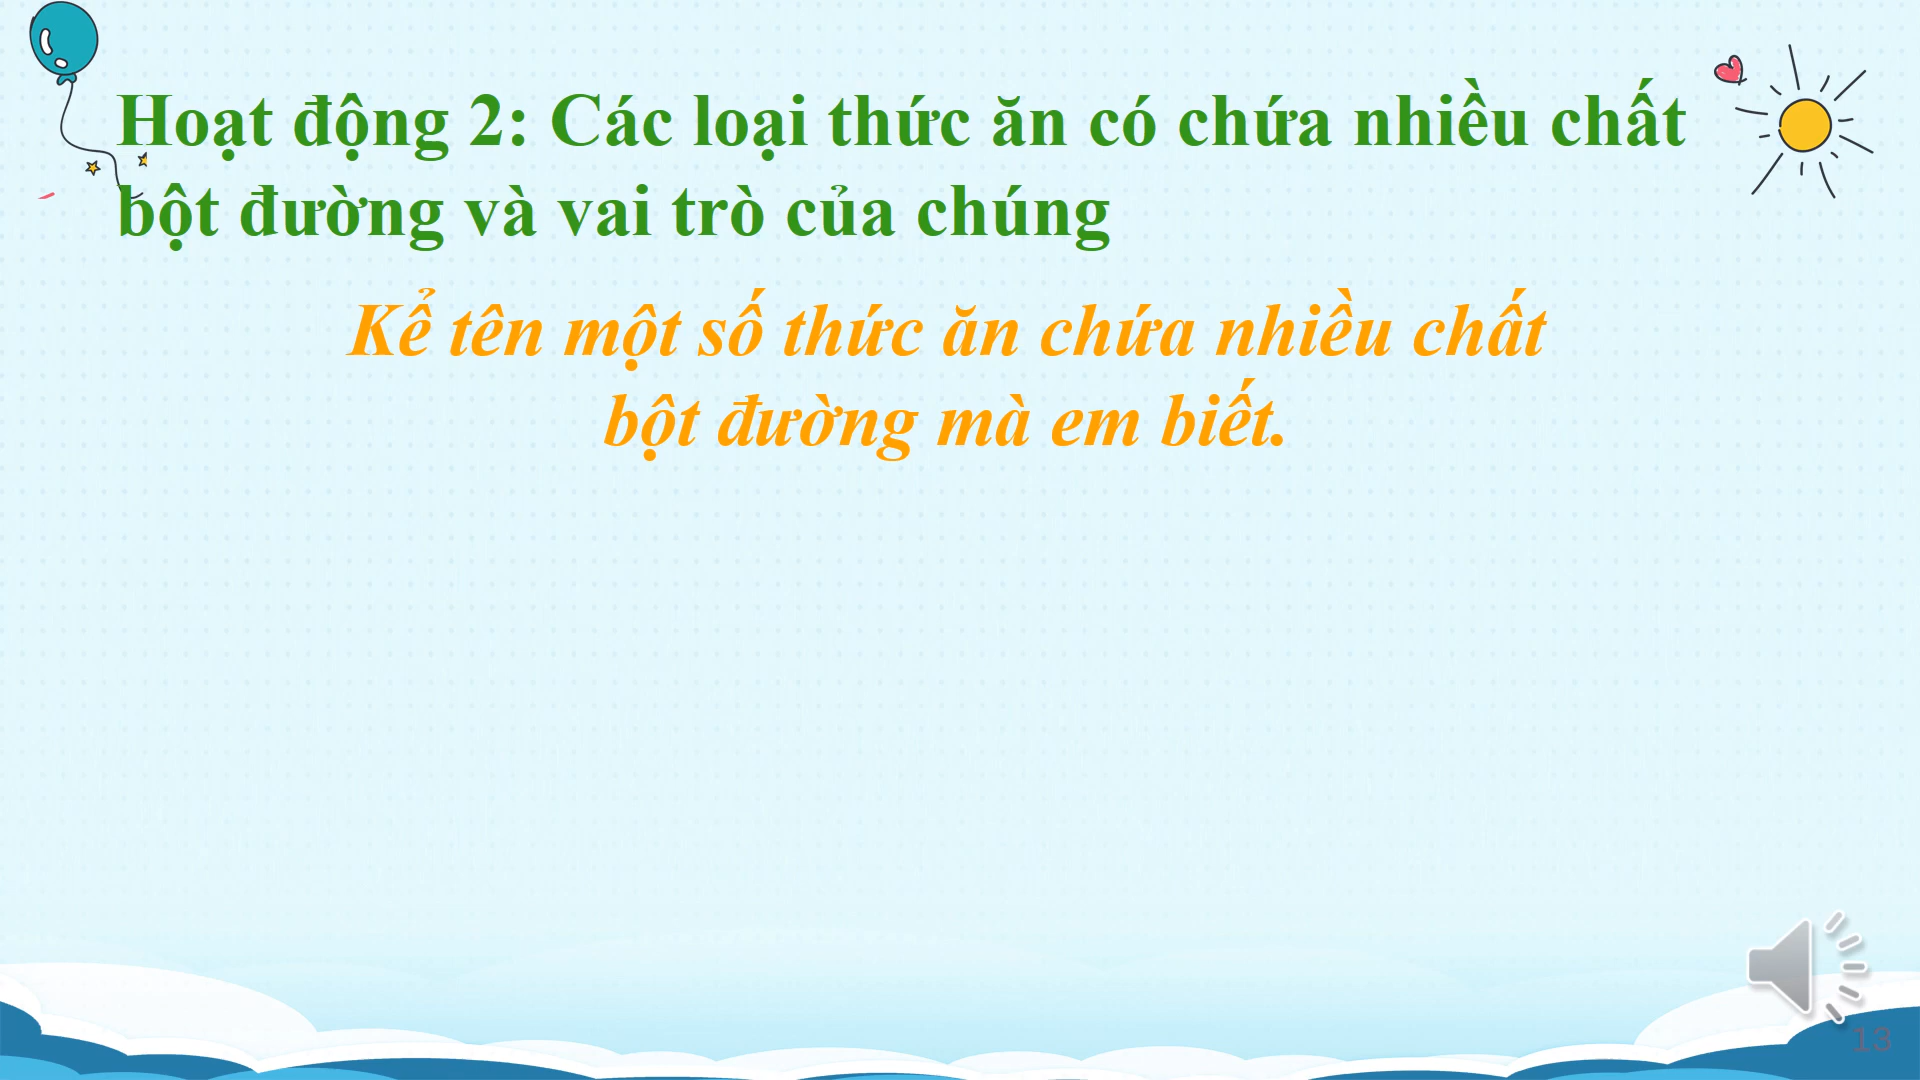 Hoạt động 2: Các loại thức ăn có chứa nhiều chất
bột đường và vai trò của chúng
Kể tên một số thức ăn chứa nhiều chất
bột đường mà em biết.
13